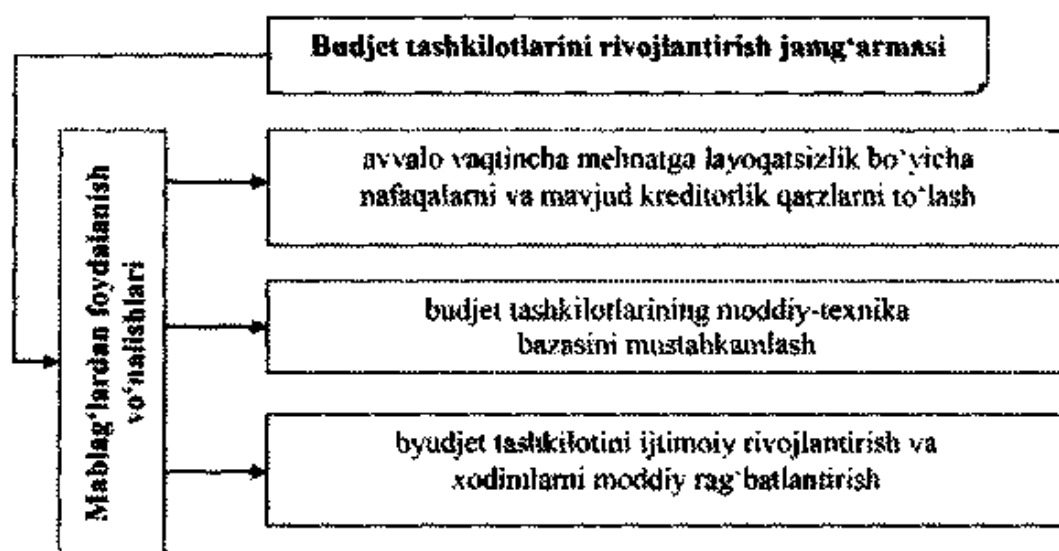 Budjet tashkilotlarini rivojlantirish jamg‘armasi
Mablag‘lardan foydalanish
yo‘nalishlari
avvalo vaqtincha mehnatga layoqatsizlik bo‘yicha
nafaqalarni va mavjud kreditorlik qarzlarni to‘lash
budjet tashkilotlarining moddiy-texnika
bazasini mustahkamlash
byudjet tashkilotini ijtimoiy rivojlantirish va
xodimlarni moddiy rag‘batlantirish